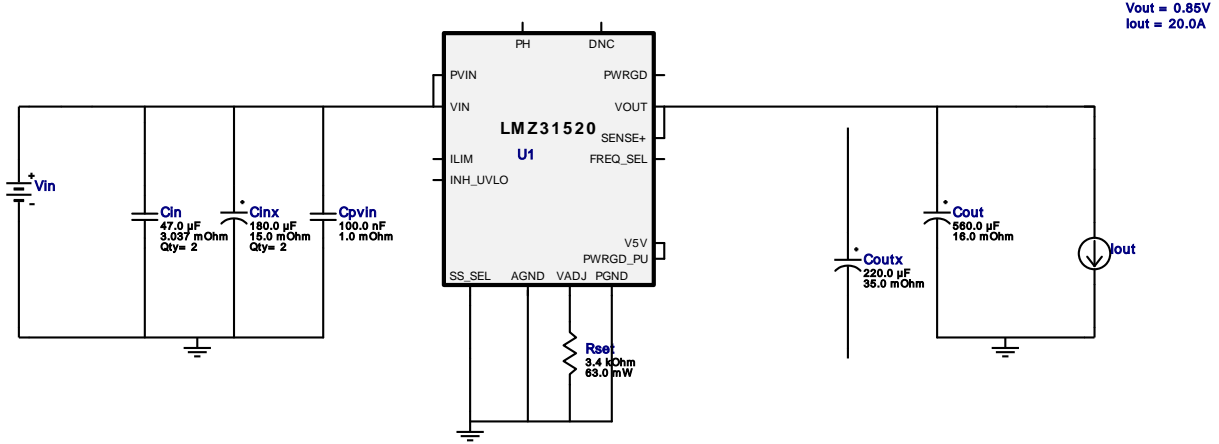 Vout = 0.85V
Iout = 20.0A
PH
DNC
PVIN
PWRGD
VIN
VOUT
LMZ31520
SENSE+
U1
ILIM
FREQ_SEL
INH_UVLO
V5V
PWRGD_PU
SS_SEL
AGND
VADJ
PGND
+
Vin
-
Cin
47.0 µF
3.037 mOhm
Qty= 2
Cinx
180.0 µF
15.0 mOhm
Qty= 2
Cpvin
100.0 nF
1.0 mOhm
Rset
3.4 kOhm
63.0 mW
Coutx
220.0 µF
35.0 mOhm
Cout
560.0 µF
16.0 mOhm
Iout